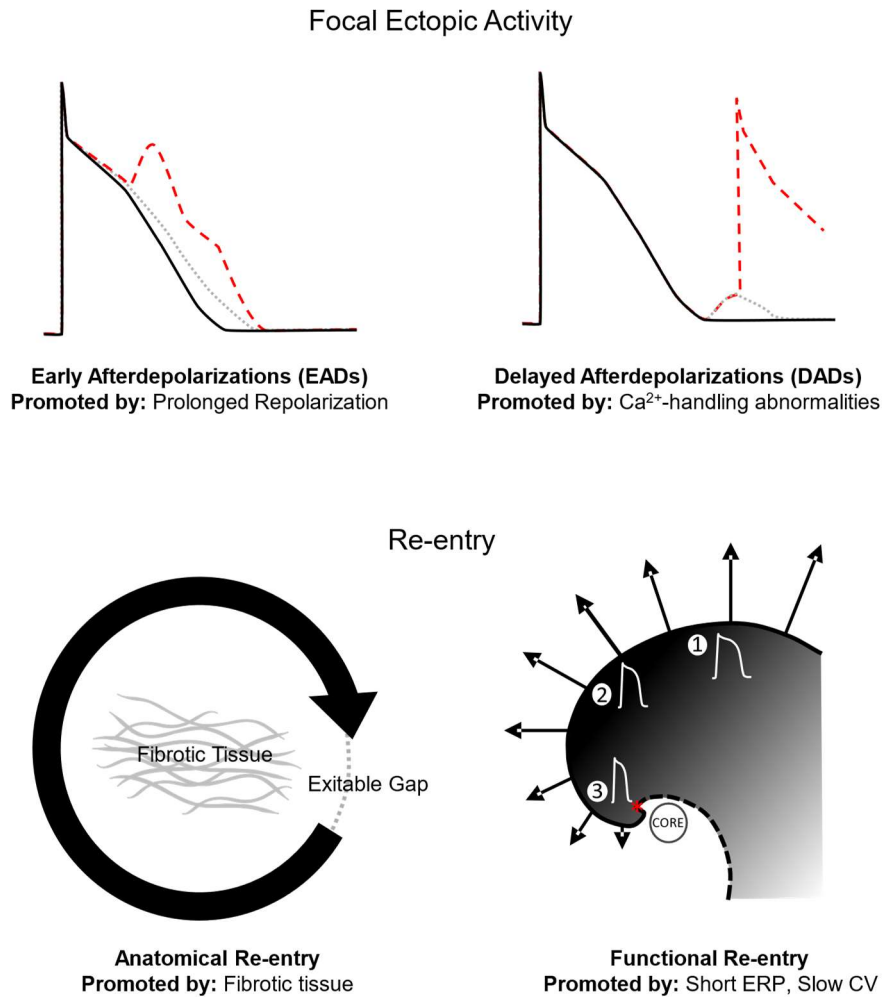 Focal Ectopic Activity
Early Afterdepolarizations (EADs)
Promoted by: Prolonged Repolarization
Delayed Afterdepolarizations (DADs)
Promoted by: Ca²⁺-handling abnormalities
Re-entry
Fibrotic Tissue
Exitable Gap
Anatomical Re-entry
Promoted by: Fibrotic tissue
1
2
3
*
CORE
Functional Re-entry
Promoted by: Short ERP, Slow CV